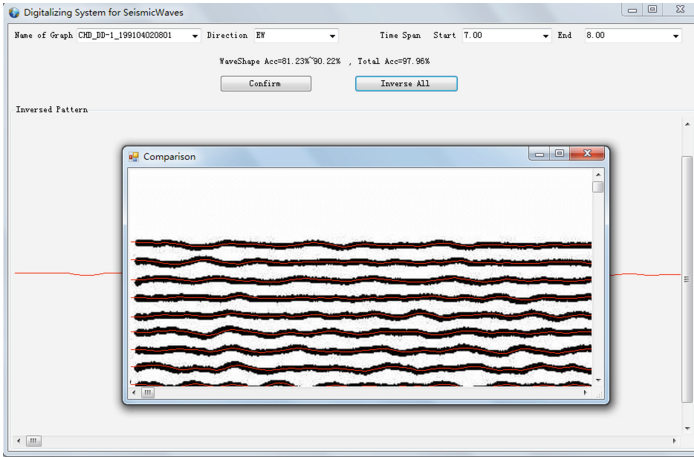 Digitalizing System for SeismicWaves
Name of Graph CHD_DD-1_199104020801 Direction EW Time Span Start 7.00 End 8.00
WaveShape Acc=81.23%~90.22% , Total Acc=97.96%
Confirm Inverse All
Inversed Pattern
Comparison